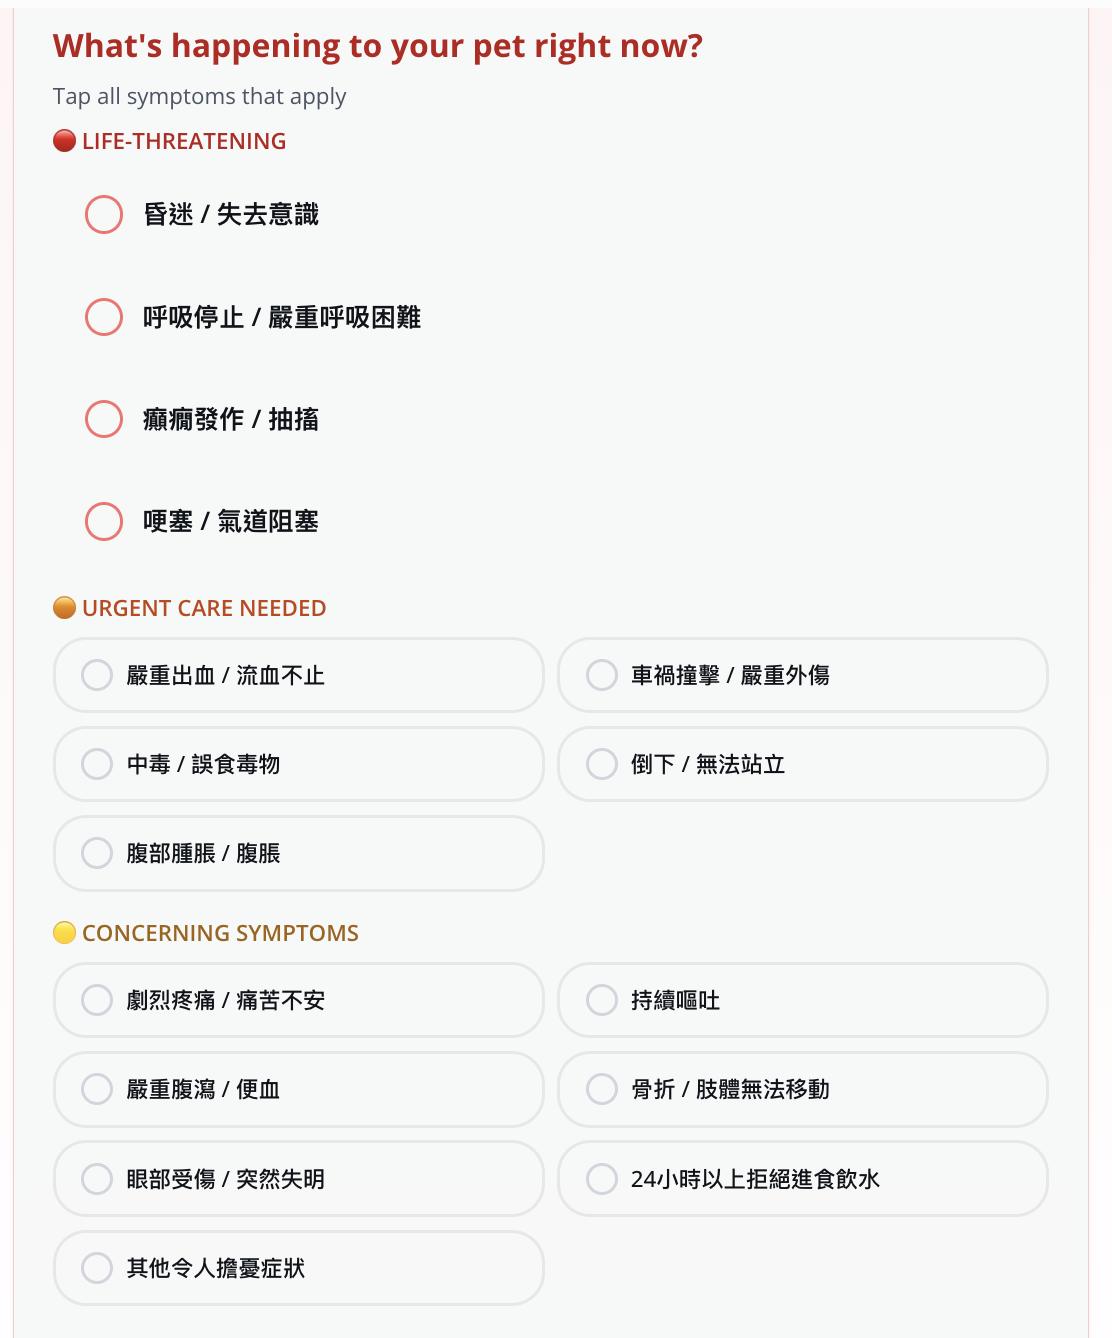 What's happening to your pet right now?
Tap all symptoms that apply
LIFE-THREATENING
昏迷 / 失去意識
呼吸停止 / 嚴重呼吸困難
癲癇發作 / 抽搐
哽塞 / 氣道阻塞
URGENT CARE NEEDED
嚴重出血 / 流血不止
車禍撞擊 / 嚴重外傷
中毒 / 誤食毒物
倒下 / 無法站立
腹部腫脹 / 腹脹
CONCERNING SYMPTOMS
劇烈疼痛 / 痛苦不安
持續嘔吐
嚴重腹瀉 / 便血
骨折 / 肢體無法移動
眼部受傷 / 突然失明
24小時以上拒絕進食飲水
其他令人擔憂症狀